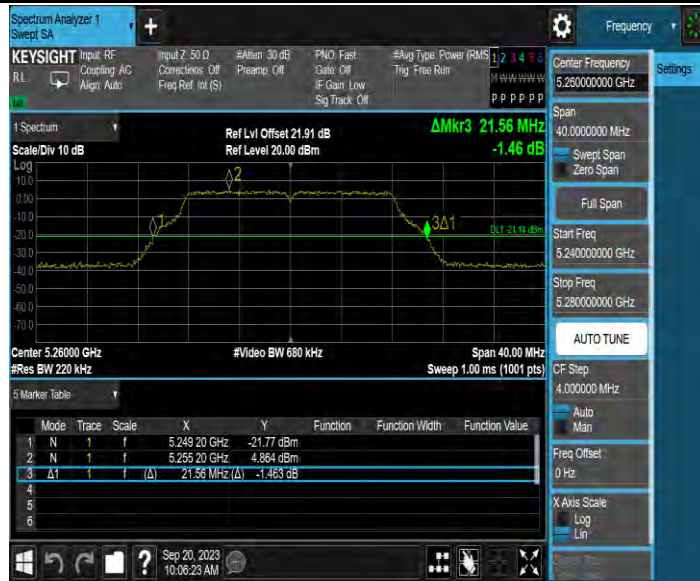 Spectrum Analyzer 1
Swept SA
+
Frequency
KEYSIGHT
RL
Input: RF
Coupling: AC
Align: Auto
Input Z: 50 Ω
Corrections: Off
Freq Ref: Int (S)
#Atten: 30 dB
Preamp: Off
PNO: Fast
Gate: Off
IF Gain: Low
Sig Track: Off
#Avg Type: Power (RMS
Trig: Free Run
1 2 3 4 5 6
M W W W W W
P P P P P P
1 Spectrum
Scale/Div 10 dB
Ref Lvl Offset 21.91 dB
Ref Level 20.00 dBm
ΔMkr3 21.56 MHz
-1.46 dB
Log
10.0
0.00
-10.0
-20.0
-30.0
-40.0
-50.0
-60.0
-70.0
1
2
3Δ1
DL1 -21.14 dBm
Center 5.26000 GHz
#Res BW 220 kHz
#Video BW 680 kHz
Span 40.00 MHz
Sweep 1.00 ms (1001 pts)
5 Marker Table
Mode Trace Scale X Y Function Function Width Function Value
1 N 1 f 5.249 20 GHz -21.77 dBm
2 N 1 f 5.255 20 GHz 4.864 dBm
3 Δ1 1 f (Δ) 21.56 MHz (Δ) -1.463 dB
4
5
6
Sep 20, 2023
10:06:23 AM
?
Center Frequency
5.260000000 GHz
Settings
Span
40.0000000 MHz
Swept Span
Zero Span
Full Span
Start Freq
5.240000000 GHz
Stop Freq
5.280000000 GHz
AUTO TUNE
CF Step
4.000000 MHz
Auto
Man
Freq Offset
0 Hz
X Axis Scale
Log
Lin